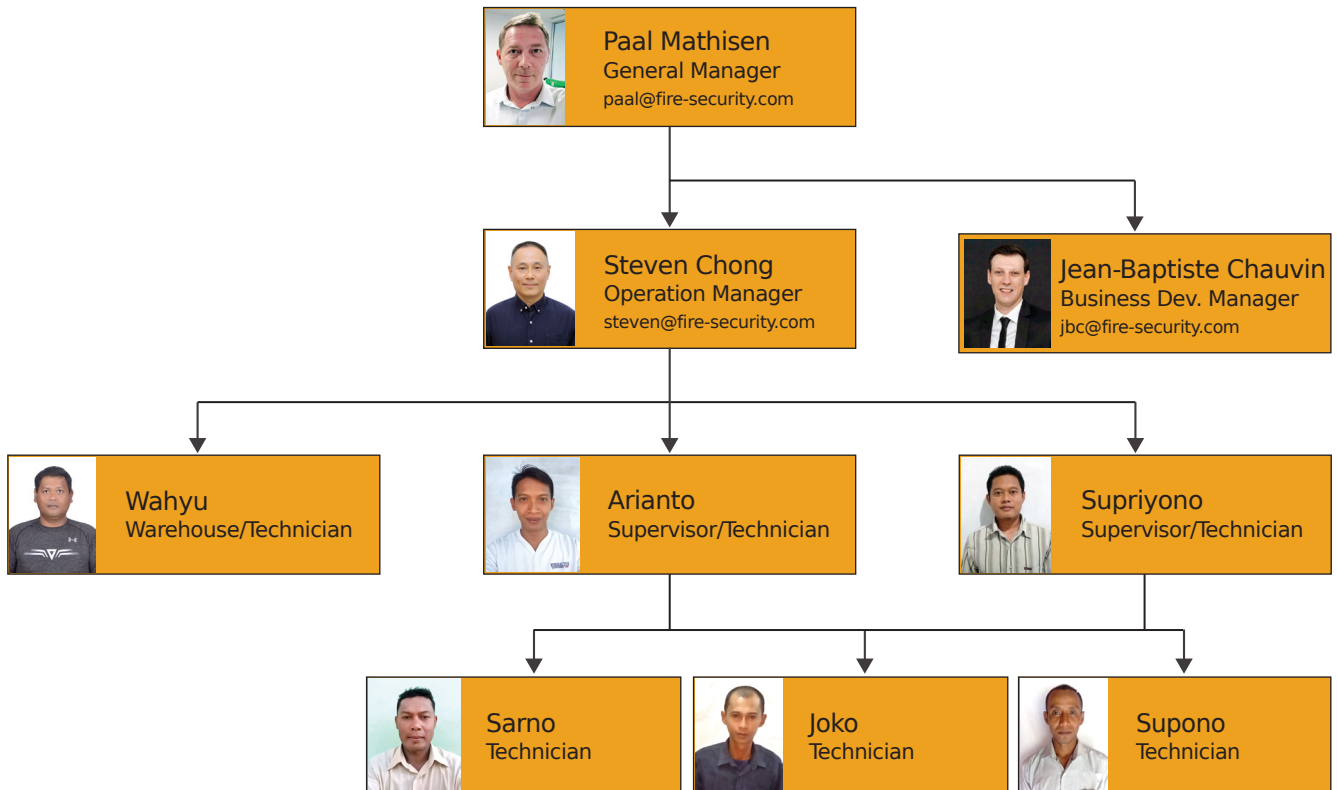 Paal Mathisen
General Manager
paal@fire-security.com
Steven Chong
Operation Manager
steven@fire-security.com
Jean-Baptiste Chauvin
Business Dev. Manager
jbc@fire-security.com
Wahyu
Warehouse/Technician
Arianto
Supervisor/Technician
Supriyono
Supervisor/Technician
Sarno
Technician
Joko
Technician
Supono
Technician